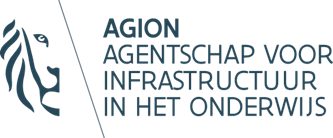 AGION
AGENTSCHAP VOOR
INFRASTRUCTUUR
IN HET ONDERWIJS